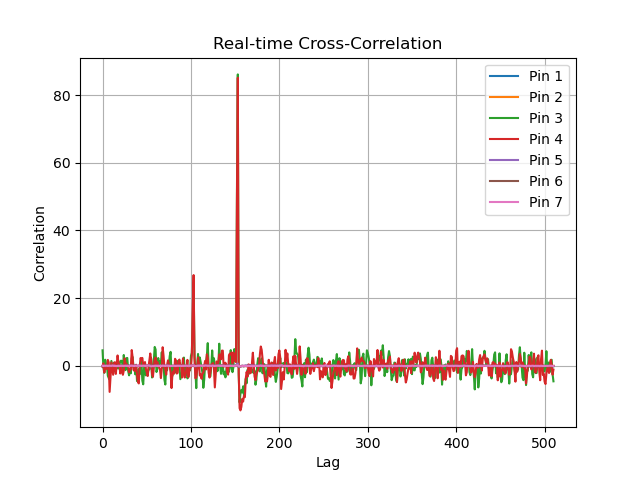 Real-time Cross-Correlation
Correlation
80
60
40
20
0
Pin 1
Pin 2
Pin 3
Pin 4
Pin 5
Pin 6
Pin 7
0 100 200 300 400 500
Lag